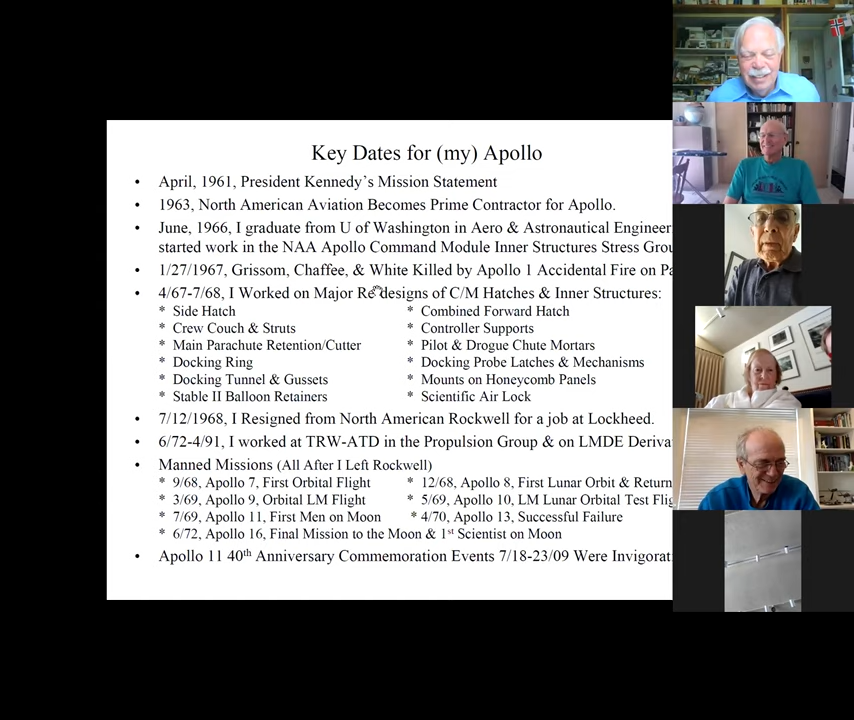 Key Dates for (my) Apollo
• April, 1961, President Kennedy's Mission Statement
• 1963, North American Aviation Becomes Prime Contractor for Apollo.
• June, 1966, I graduate from U of Washington in Aero & Astronautical Engineer
started work in the NAA Apollo Command Module Inner Structures Stress Grou
• 1/27/1967, Grissom, Chaffee, & White Killed by Apollo 1 Accidental Fire on Pa
• 4/67-7/68, I Worked on Major Redesigns of C/M Hatches & Inner Structures:
* Side Hatch * Combined Forward Hatch
* Crew Couch & Struts * Controller Supports
* Main Parachute Retention/Cutter * Pilot & Drogue Chute Mortars
* Docking Ring * Docking Probe Latches & Mechanisms
* Docking Tunnel & Gussets * Mounts on Honeycomb Panels
* Stable II Balloon Retainers * Scientific Air Lock
• 7/12/1968, I Resigned from North American Rockwell for a job at Lockheed.
• 6/72-4/91, I worked at TRW-ATD in the Propulsion Group & on LMDE Deriva
• Manned Missions (All After I Left Rockwell)
* 9/68, Apollo 7, First Orbital Flight * 12/68, Apollo 8, First Lunar Orbit & Return
* 3/69, Apollo 9, Orbital LM Flight * 5/69, Apollo 10, LM Lunar Orbital Test Flig
* 7/69, Apollo 11, First Men on Moon * 4/70, Apollo 13, Successful Failure
* 6/72, Apollo 16, Final Mission to the Moon & 1st Scientist on Moon
• Apollo 11 40th Anniversary Commemoration Events 7/18-23/09 Were Invigorat